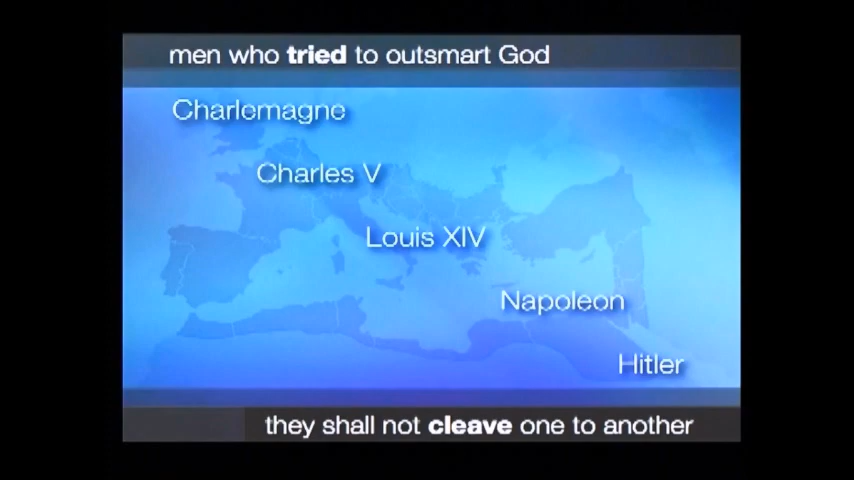 men who tried to outsmart God
Charlemagne
Charles V
Louis XIV
Napoleon
Hitler
they shall not cleave one to another